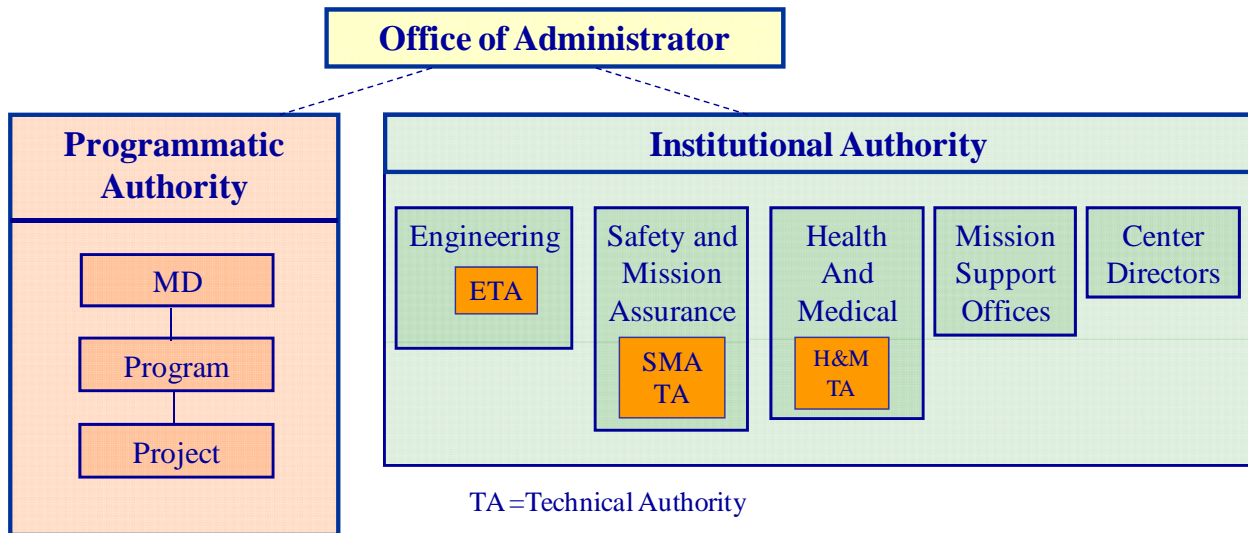 Office of Administrator
Programmatic
Authority
MD
Program
Project
Institutional Authority
Engineering
ETA
Safety and
Mission
Assurance
SMA
TA
Health
And
Medical
H&M
TA
Mission
Support
Offices
Center
Directors
TA=Technical Authority